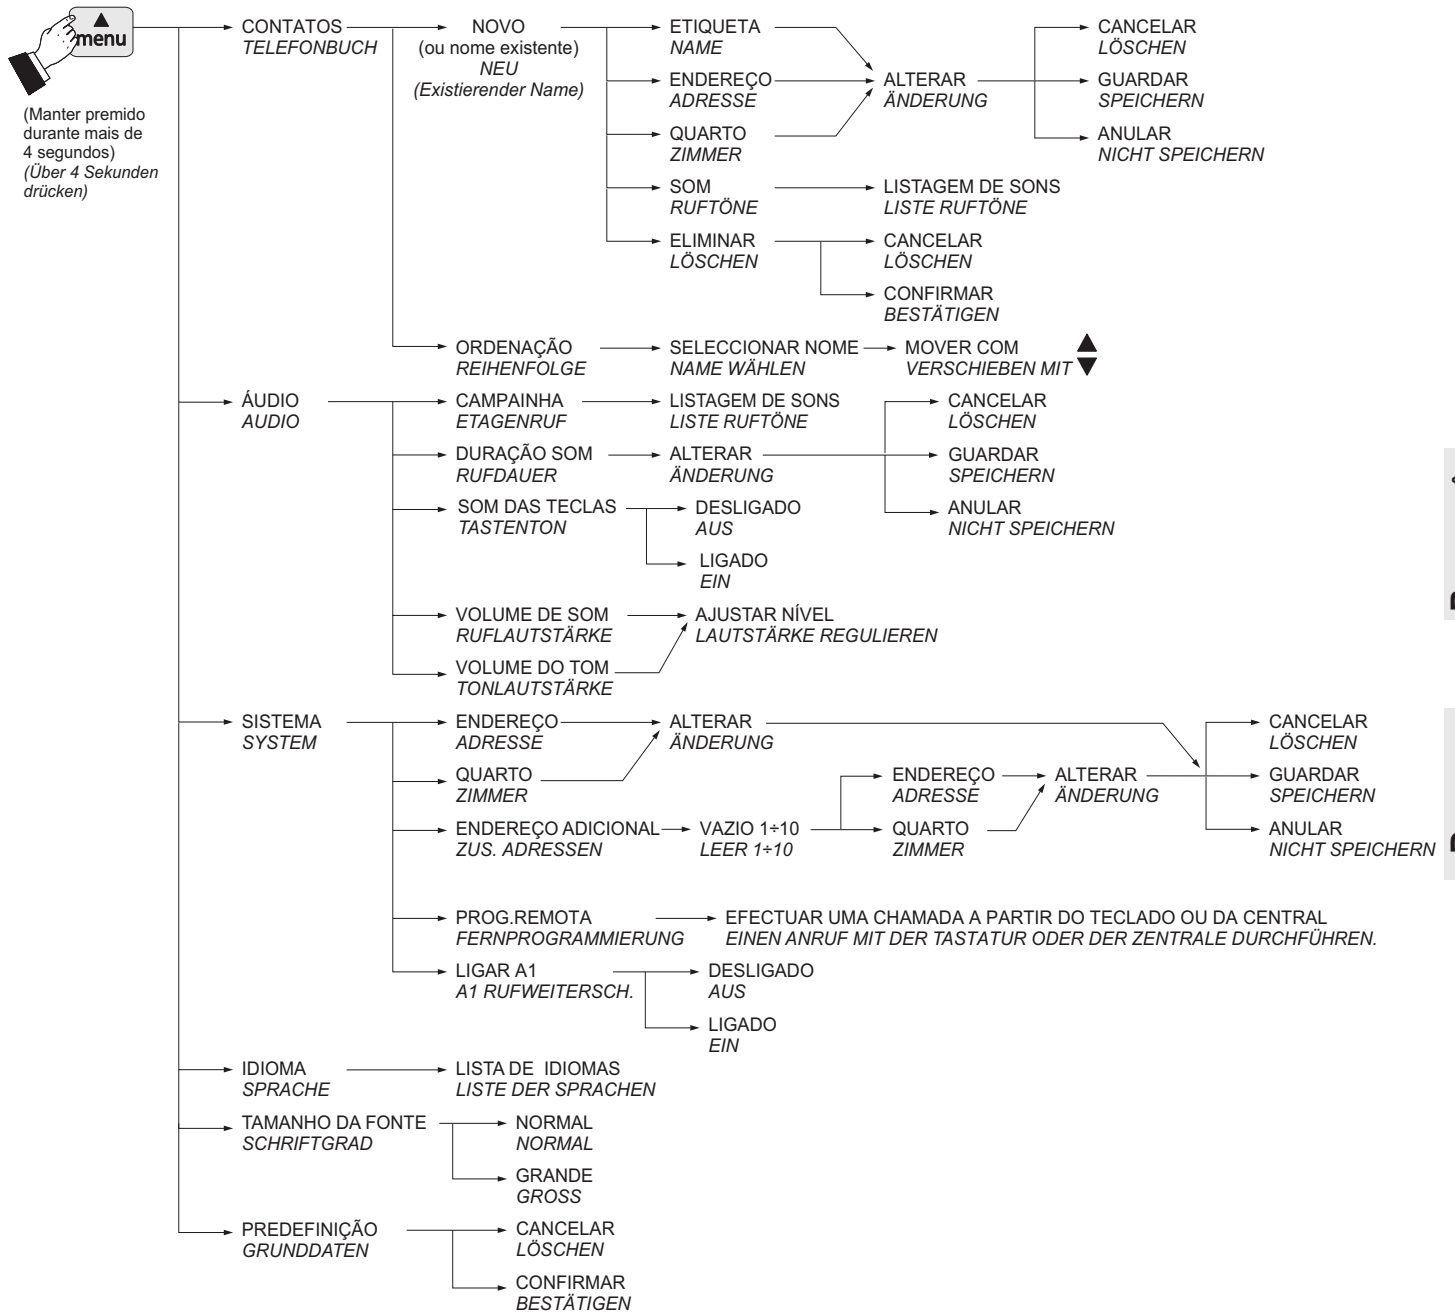 menu
(Manter premido
durante mais de
4 segundos)
(Über 4 Sekunden
drücken)
CONTATOS
TELEFONBUCH
NOVO
(ou nome existente)
NEU
(Existierender Name)
ETIQUETA
NAME
ENDEREÇO
ADRESSE
QUARTO
ZIMMER
ALTERAR
ÄNDERUNG
CANCELAR
LÖSCHEN
GUARDAR
SPEICHERN
ANULAR
NICHT SPEICHERN
SOM
RUFTÖNE
LISTAGEM DE SONS
LISTE RUFTÖNE
ELIMINAR
LÖSCHEN
CANCELAR
LÖSCHEN
CONFIRMAR
BESTÄTIGEN
ORDENAÇÃO
REIHENFOLGE
SELECCIONAR NOME
NAME WÄHLEN
MOVER COM
VERSCHIEBEN MIT
ÁUDIO
AUDIO
CAMPAINHA
ETAGENRUF
LISTAGEM DE SONS
LISTE RUFTÖNE
DURAÇÃO SOM
RUFDAUER
ALTERAR
ÄNDERUNG
CANCELAR
LÖSCHEN
GUARDAR
SPEICHERN
ANULAR
NICHT SPEICHERN
SOM DAS TECLAS
TASTENTON
DESLIGADO
AUS
LIGADO
EIN
VOLUME DE SOM
RUFLAUTSTÄRKE
AJUSTAR NÍVEL
LAUTSTÄRKE REGULIEREN
VOLUME DO TOM
TONLAUTSTÄRKE
SISTEMA
SYSTEM
ENDEREÇO
ADRESSE
ALTERAR
ÄNDERUNG
QUARTO
ZIMMER
ENDEREÇO ADICIONAL
ZUS. ADRESSEN
VAZIO 1÷10
LEER 1÷10
ENDEREÇO
ADRESSE
QUARTO
ZIMMER
ALTERAR
ÄNDERUNG
CANCELAR
LÖSCHEN
GUARDAR
SPEICHERN
ANULAR
NICHT SPEICHERN
PROG.REMOTA
FERNPROGRAMMIERUNG
EFECTUAR UMA CHAMADA A PARTIR DO TECLADO OU DA CENTRAL
EINEN ANRUF MIT DER TASTATUR ODER DER ZENTRALE DURCHFÜHREN.
LIGAR A1
A1 RUFWEITERSCH.
DESLIGADO
AUS
LIGADO
EIN
IDIOMA
SPRACHE
LISTA DE IDIOMAS
LISTE DER SPRACHEN
TAMANHO DA FONTE
SCHRIFTGRAD
NORMAL
NORMAL
GRANDE
GROSS
PREDEFINIÇÃO
GRUNDDATEN
CANCELAR
LÖSCHEN
CONFIRMAR
BESTÄTIGEN